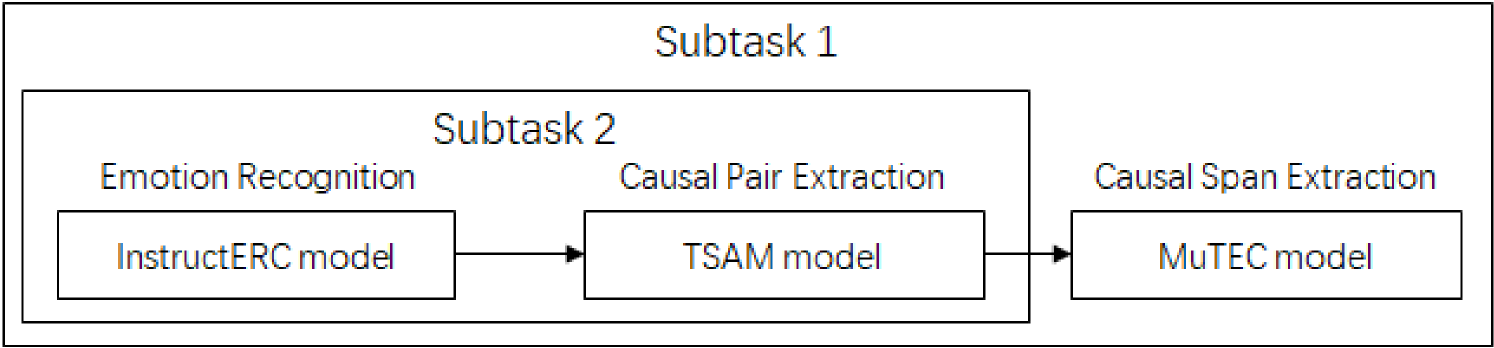 Subtask 1
Subtask 2
Emotion Recognition
Causal Pair Extraction
Causal Span Extraction
InstructERC model
TSAM model
MuTEC model